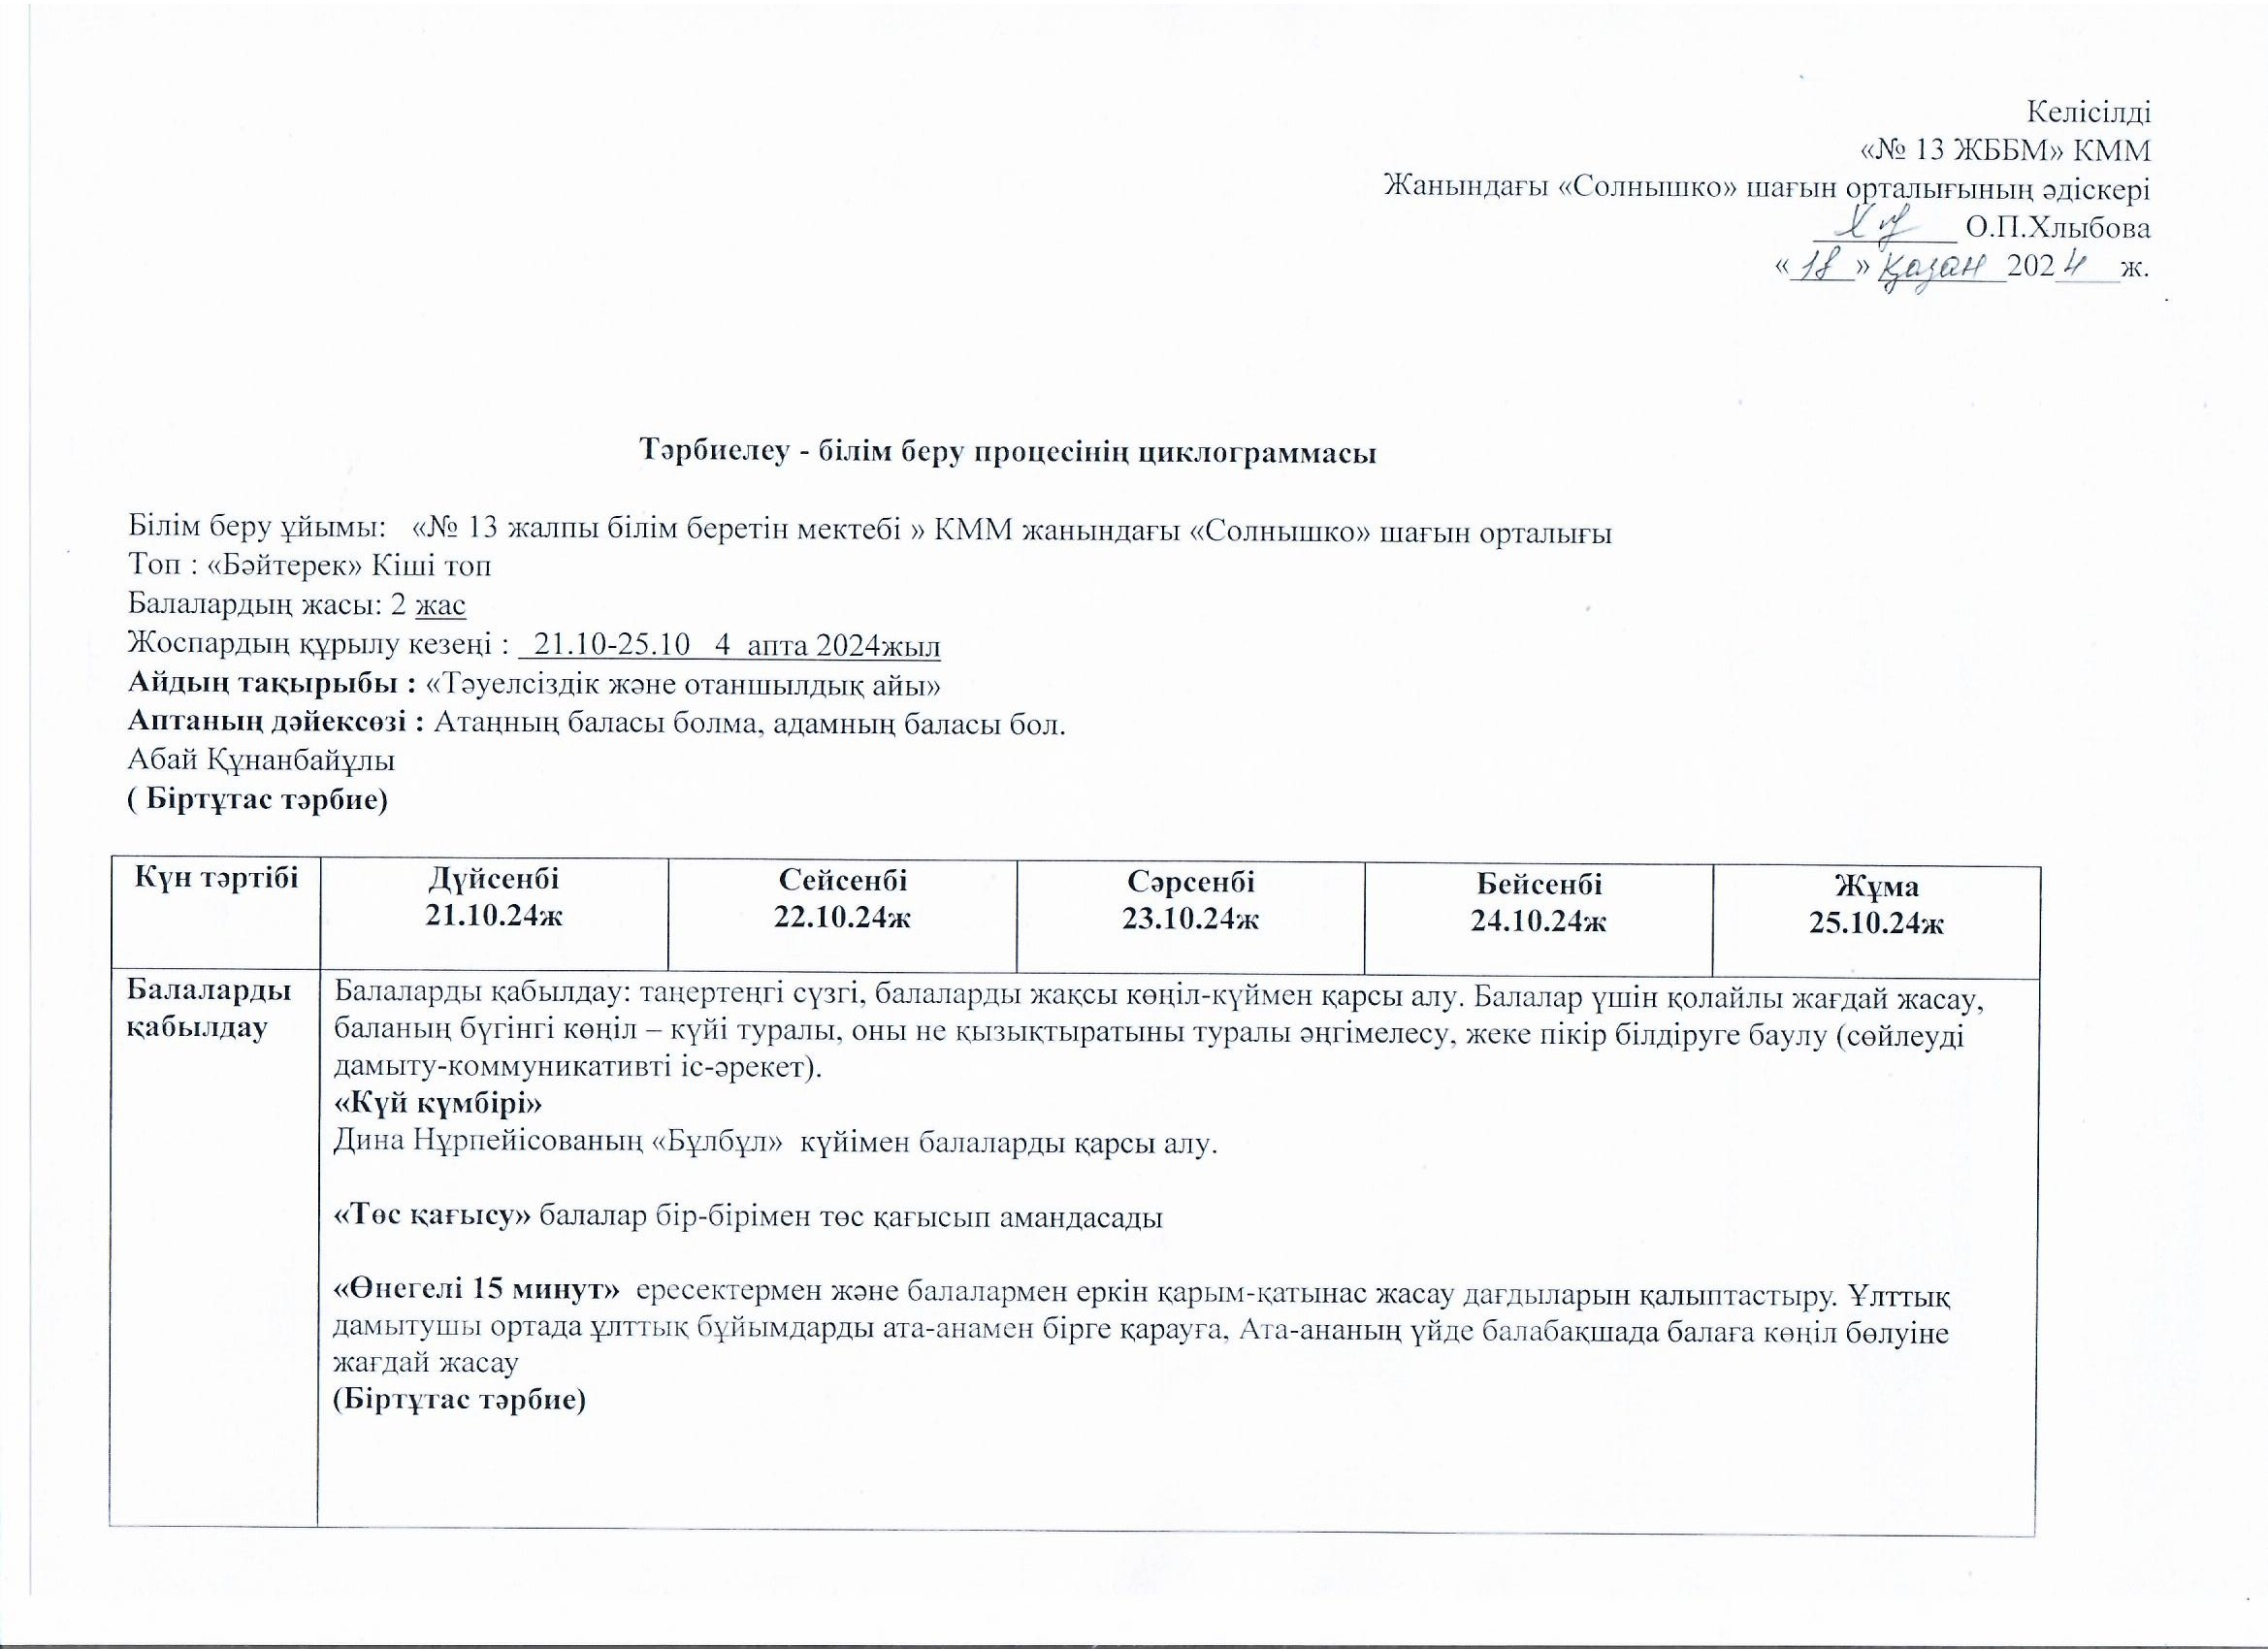 Келісілді
«№ 13 ЖББМ» КММ
Жанындағы «Солнышко» шағын орталығының әдіскері
О.П.Хлыбова
«18» қазан 2024 ж.
Тәрбиелеу - білім беру процесінің циклограммасы
Білім беру ұйымы: «№ 13 жалпы білім беретін мектебі » КММ жанындағы «Солнышко» шағын орталығы
Топ : «Бәйтерек» Кіші топ
Балалардың жасы: 2 жас
Жоспардың құрылу кезеңі : 21.10-25.10 4 апта 2024жыл
Айдың тақырыбы : «Тәуелсіздік және отаншылдық айы»
Аптаның дәйексөзі : Атаңның баласы болма, адамның баласы бол.
Абай Құнанбайұлы
( Біртұтас тәрбие)
Күн тәртібі
Дүйсенбі
21.10.24ж
Сейсенбі
22.10.24ж
Сәрсенбі
23.10.24ж
Бейсенбі
24.10.24ж
Жұма
25.10.24ж
Балаларды
қабылдау
Балаларды қабылдау: таңертеңгі сүзгі, балаларды жақсы көңіл-күймен қарсы алу. Балалар үшін қолайлы жағдай жасау,
баланың бүгінгі көңіл – күйі туралы, оны не қызықтыратыны туралы әңгімелесу, жеке пікір білдіруге баулу (сөйлеуді
дамыту-коммуникативті іс-әрекет).
«Күй күмбірі»
Дина Нұрпейісованың «Бұлбұл» күйімен балаларды қарсы алу.
«Төс қағысу» балалар бір-бірімен төс қағысып амандасады
«Өнегелі 15 минут» ересектермен және балалармен еркін қарым-қатынас жасау дағдыларын қалыптастыру. Ұлттық
дамытушы ортада ұлттық бұйымдарды ата-анамен бірге қарауға, Ата-ананың үйде балабақшада балаға көңіл бөлуіне
жағдай жасау
(Біртұтас тәрбие)